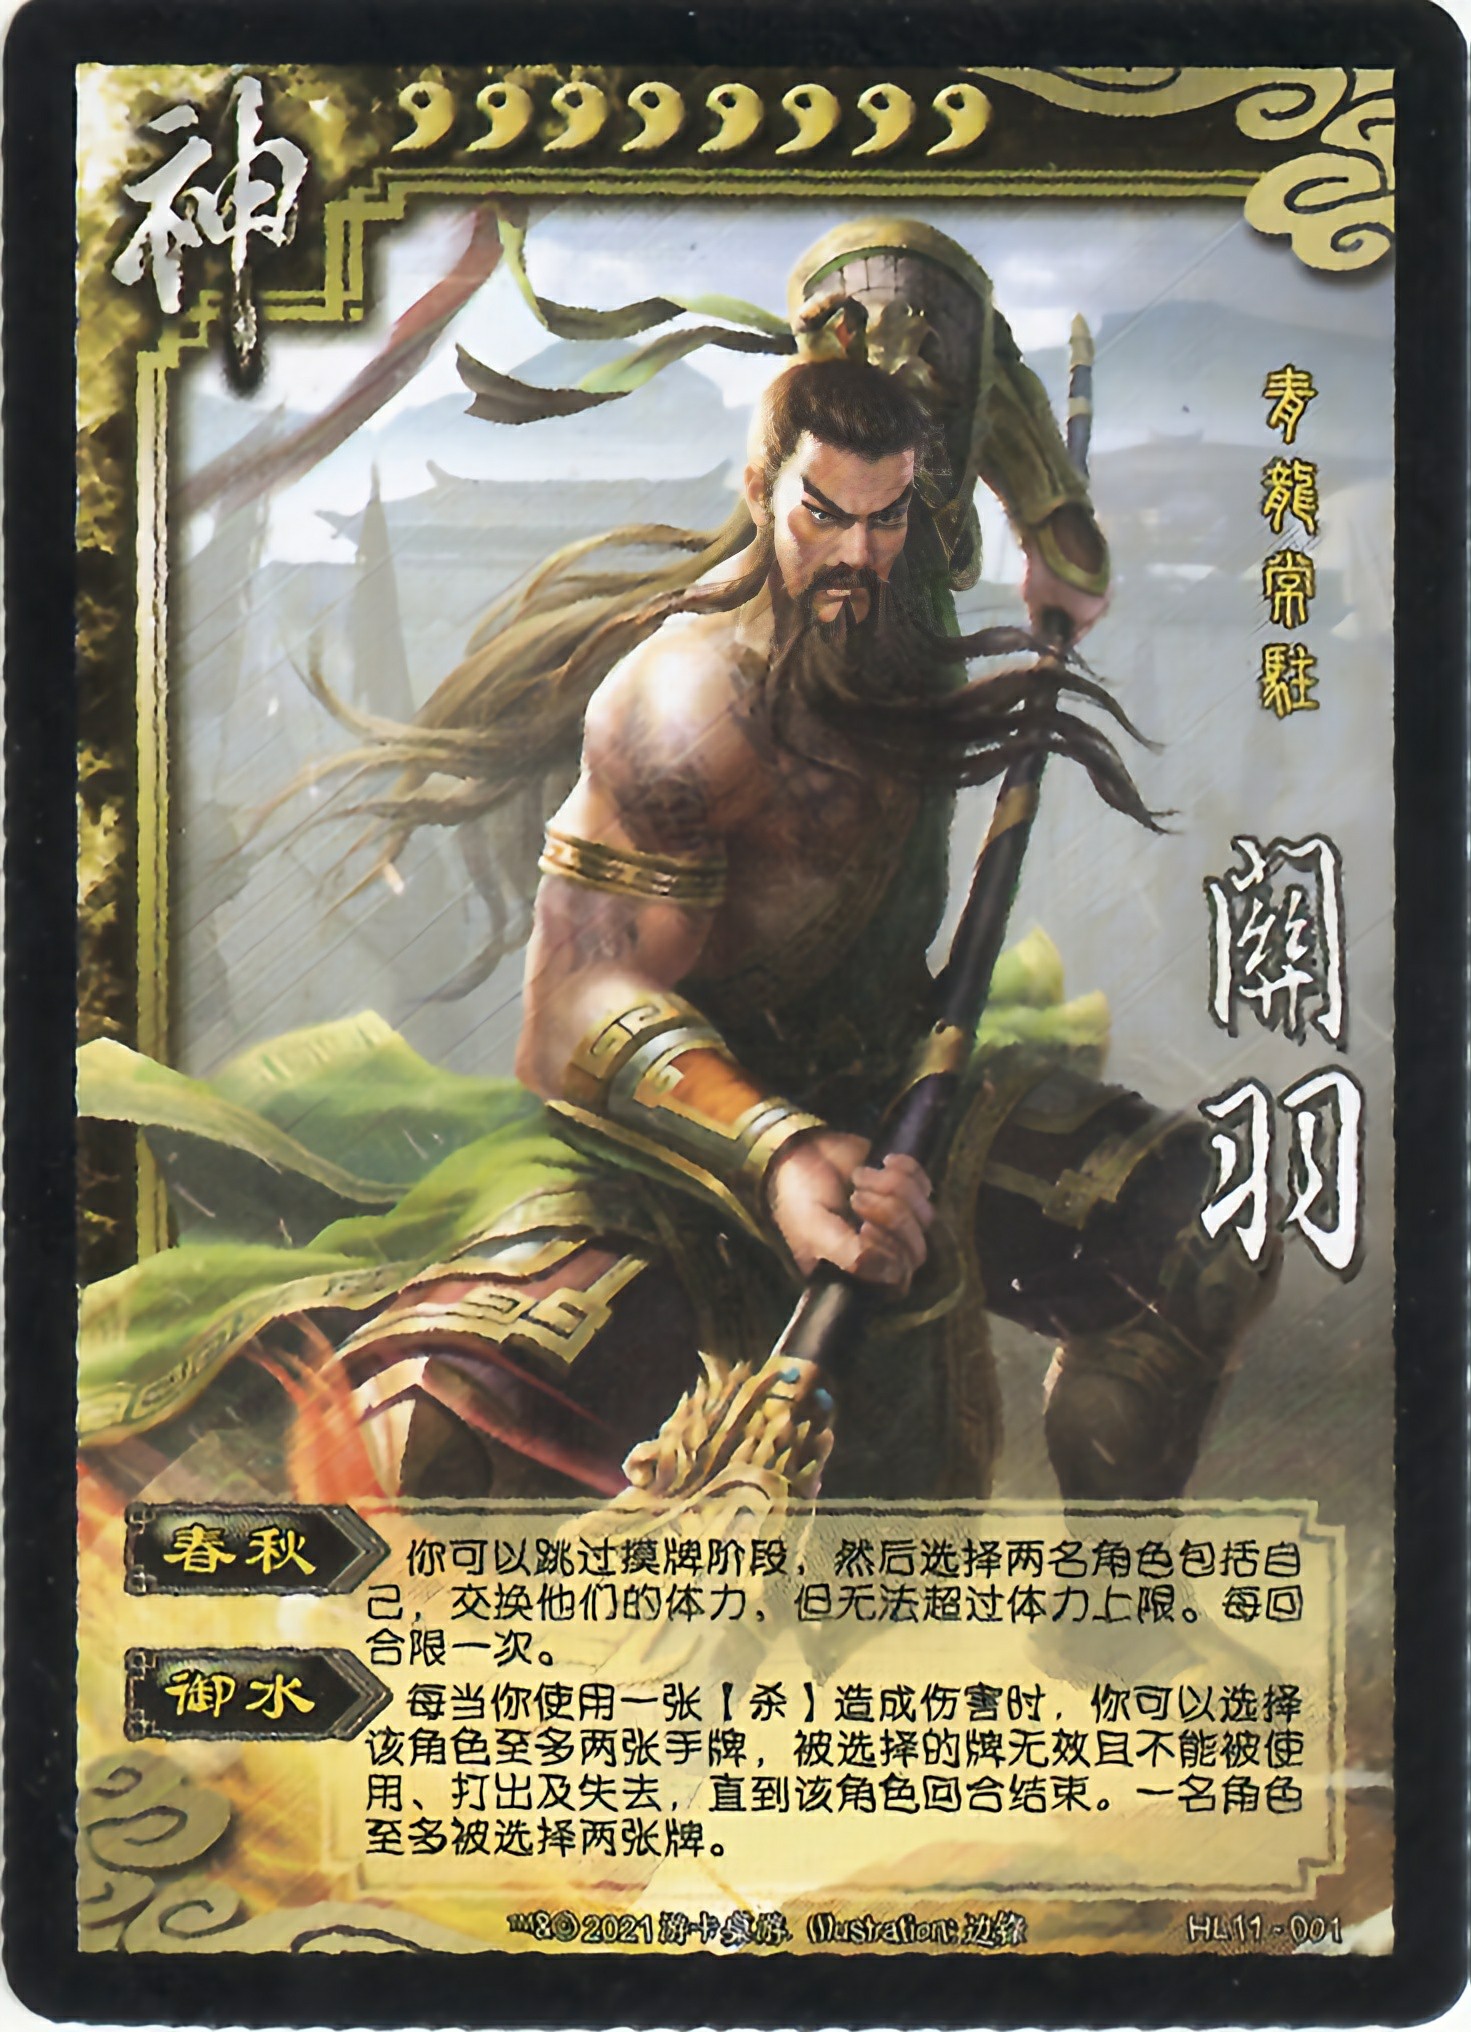 神
青龍常駐
關羽
春秋
你可以跳过摸牌阶段，然后选择两名角色包括自
己，交换他们的体力，但无法超过体力上限。每回
合限一次。
御水
每当你使用一张【杀】造成伤害时，你可以选择
该角色至多两张手牌，被选择的牌无效且不能被使
用、打出及失去，直到该角色回合结束。一名角色
至多被选择两张牌。
™&©2021游卡桌游. Illustration: 边锋
HL11-001